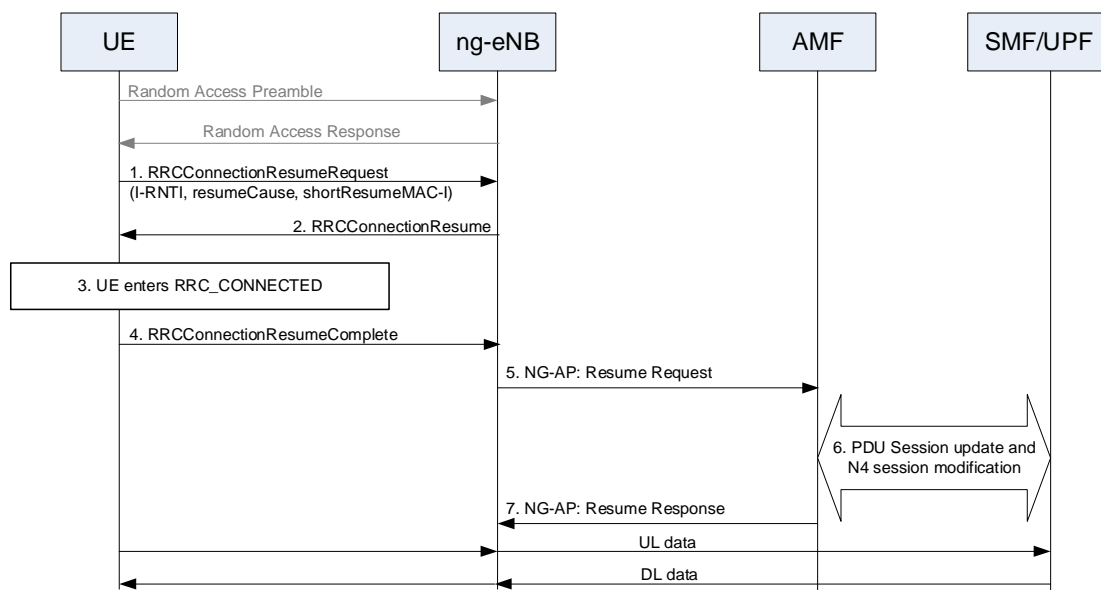 UE
ng-eNB
AMF
SMF/UPF
Random Access Preamble
Random Access Response
1. RRCConnectionResumeRequest
(I-RNTI, resumeCause, shortResumeMAC-I)
2. RRCConnectionResume
3. UE enters RRC_CONNECTED
4. RRCConnectionResumeComplete
5. NG-AP: Resume Request
6. PDU Session update and
N4 session modification
7. NG-AP: Resume Response
UL data
DL data